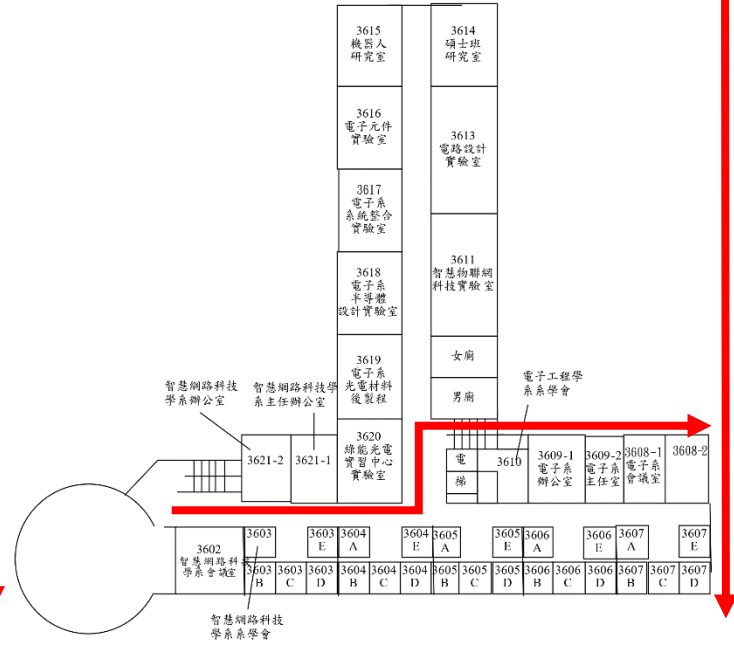 3615
機器人
研究室
3614
碩士班
研究室
3616
電子元件
實驗室
3613
電路設計
實驗室
3617
電子系
系統整合
實驗室
3611
智慧物聯網
科技實驗室
3618
電子系
半導體
設計實驗室
3619
電子系
光電材料
後製程
女廁
男廁
電子工程學
系系學會
智慧網路科技
學系辦公室
智慧網路科技學
系主任辦公室
3620
綠能光電
實習中心
實驗室
3621-2
3621-1
電
梯
3610
3609-1
電子系
辦公室
3609-2
電子系
主任室
3608-1
電子系
會議室
3608-2
3602
智慧網路科技
學系會議室
3603
3603
E
3604
A
3604
E
3605
A
3605
E
3606
A
3606
E
3607
A
3607
E
3603
B
3603
C
3603
D
3604
B
3604
C
3604
D
3605
B
3605
C
3605
D
3606
B
3606
C
3606
D
3607
B
3607
C
3607
D
智慧網路科技
學系系學會